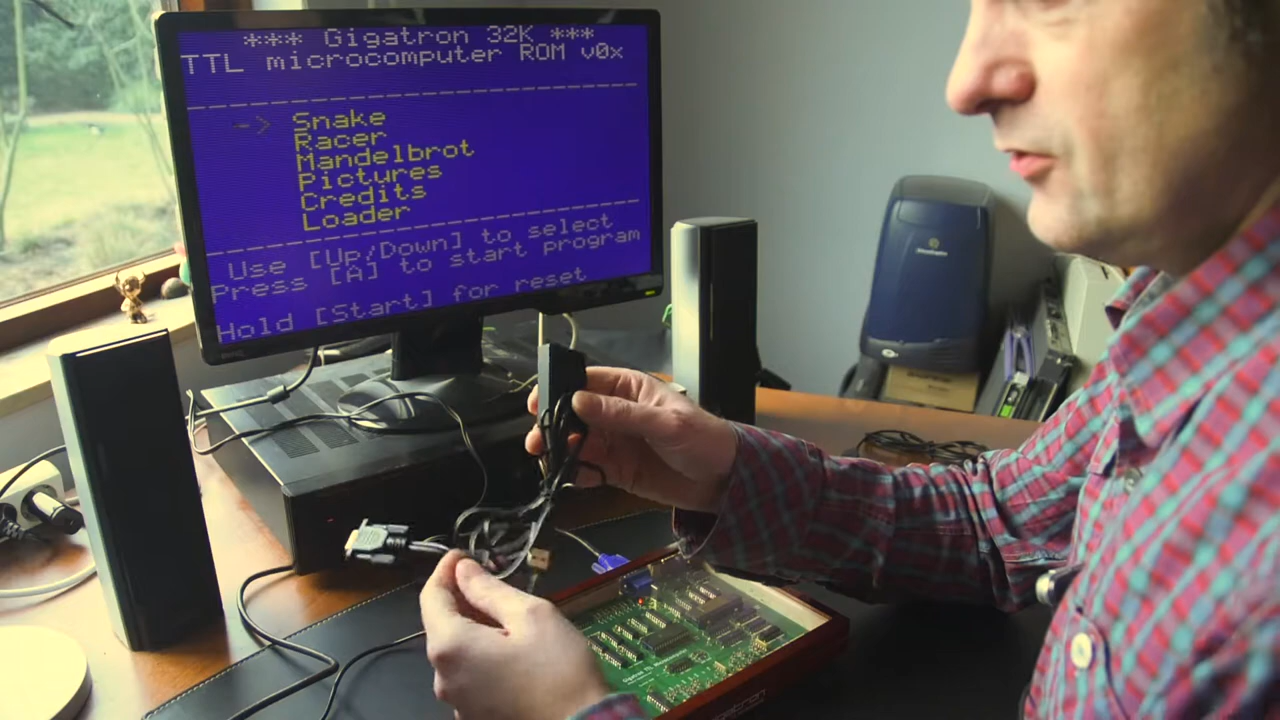 *** Gigatron 32K ***
TTL microcomputer ROM v0x
-> Snake
Racer
Mandelbrot
Pictures
Credits
Loader
Use [Up/Down] to select
Press [A] to start program
Hold [Start] for reset
BenQ
Gigatron